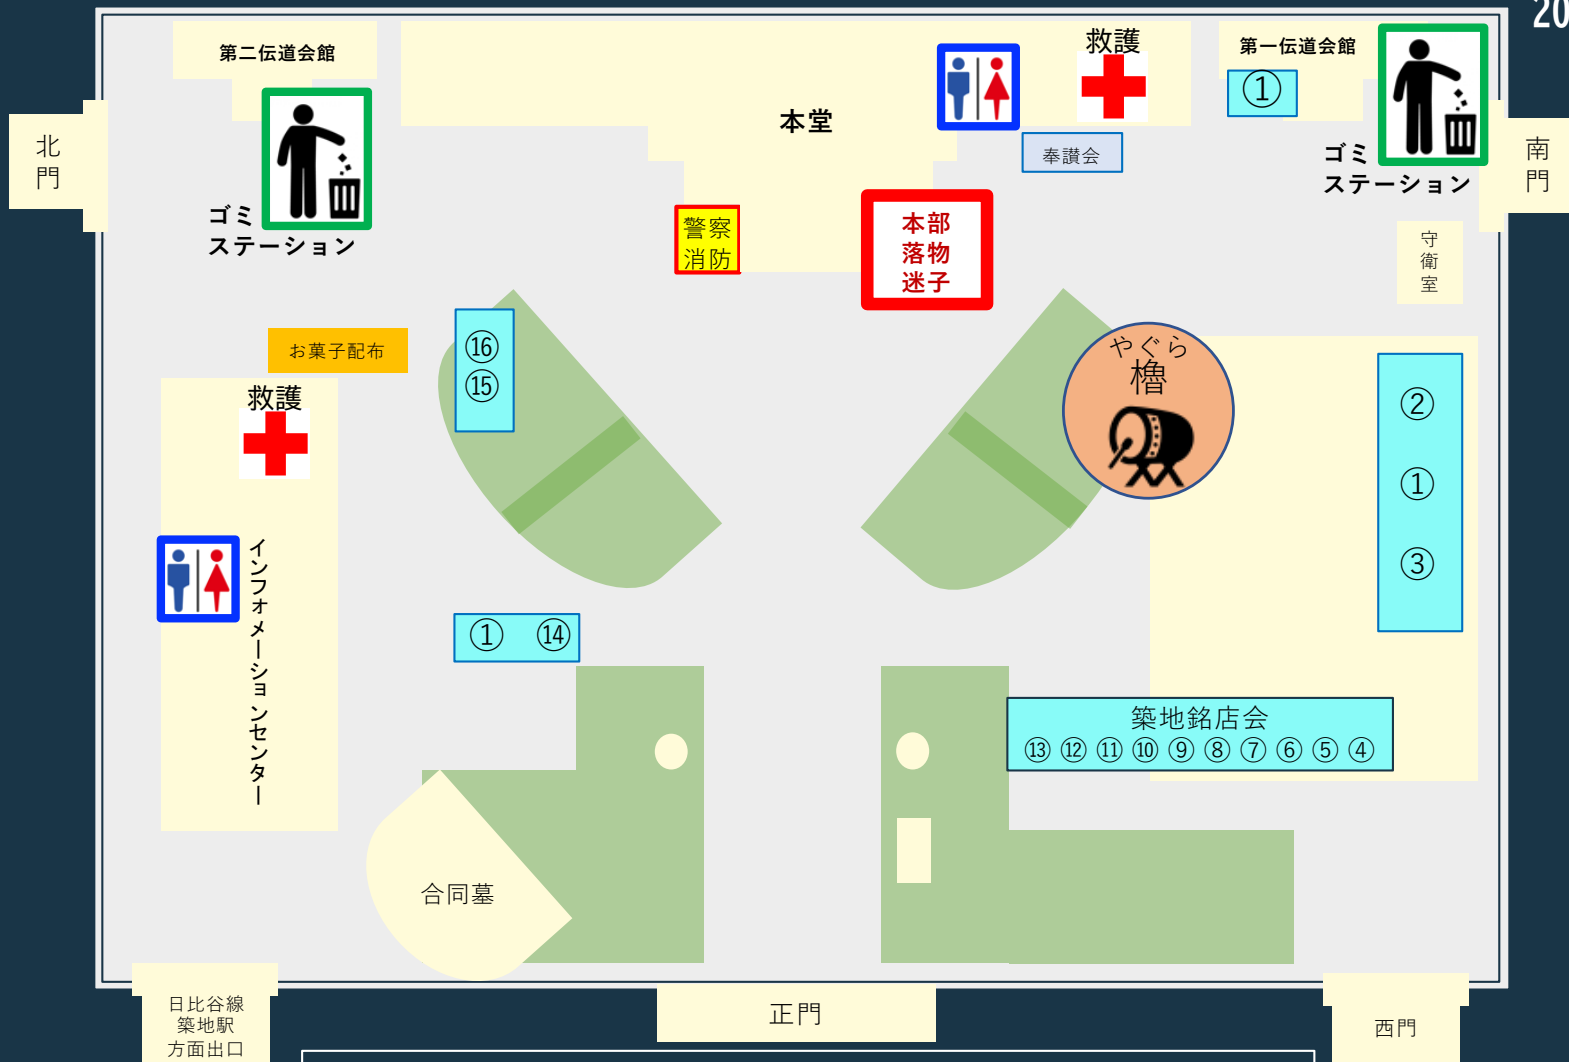 20
第二伝道会館
救護
第一伝道会館
①
本堂
北門
奉讃会
ゴミ
ステーション
南門
ゴミ
ステーション
警察
消防
本部
落物
迷子
守衛室
お菓子配布
⑯
⑮
やぐら
櫓
救護
②
①
③
インフォメーションセンター
① ⑭
築地銘店会
⑬ ⑫ ⑪ ⑩ ⑨ ⑧ ⑦ ⑥ ⑤ ④
合同墓
日比谷線
築地駅
方面出口
正門
西門